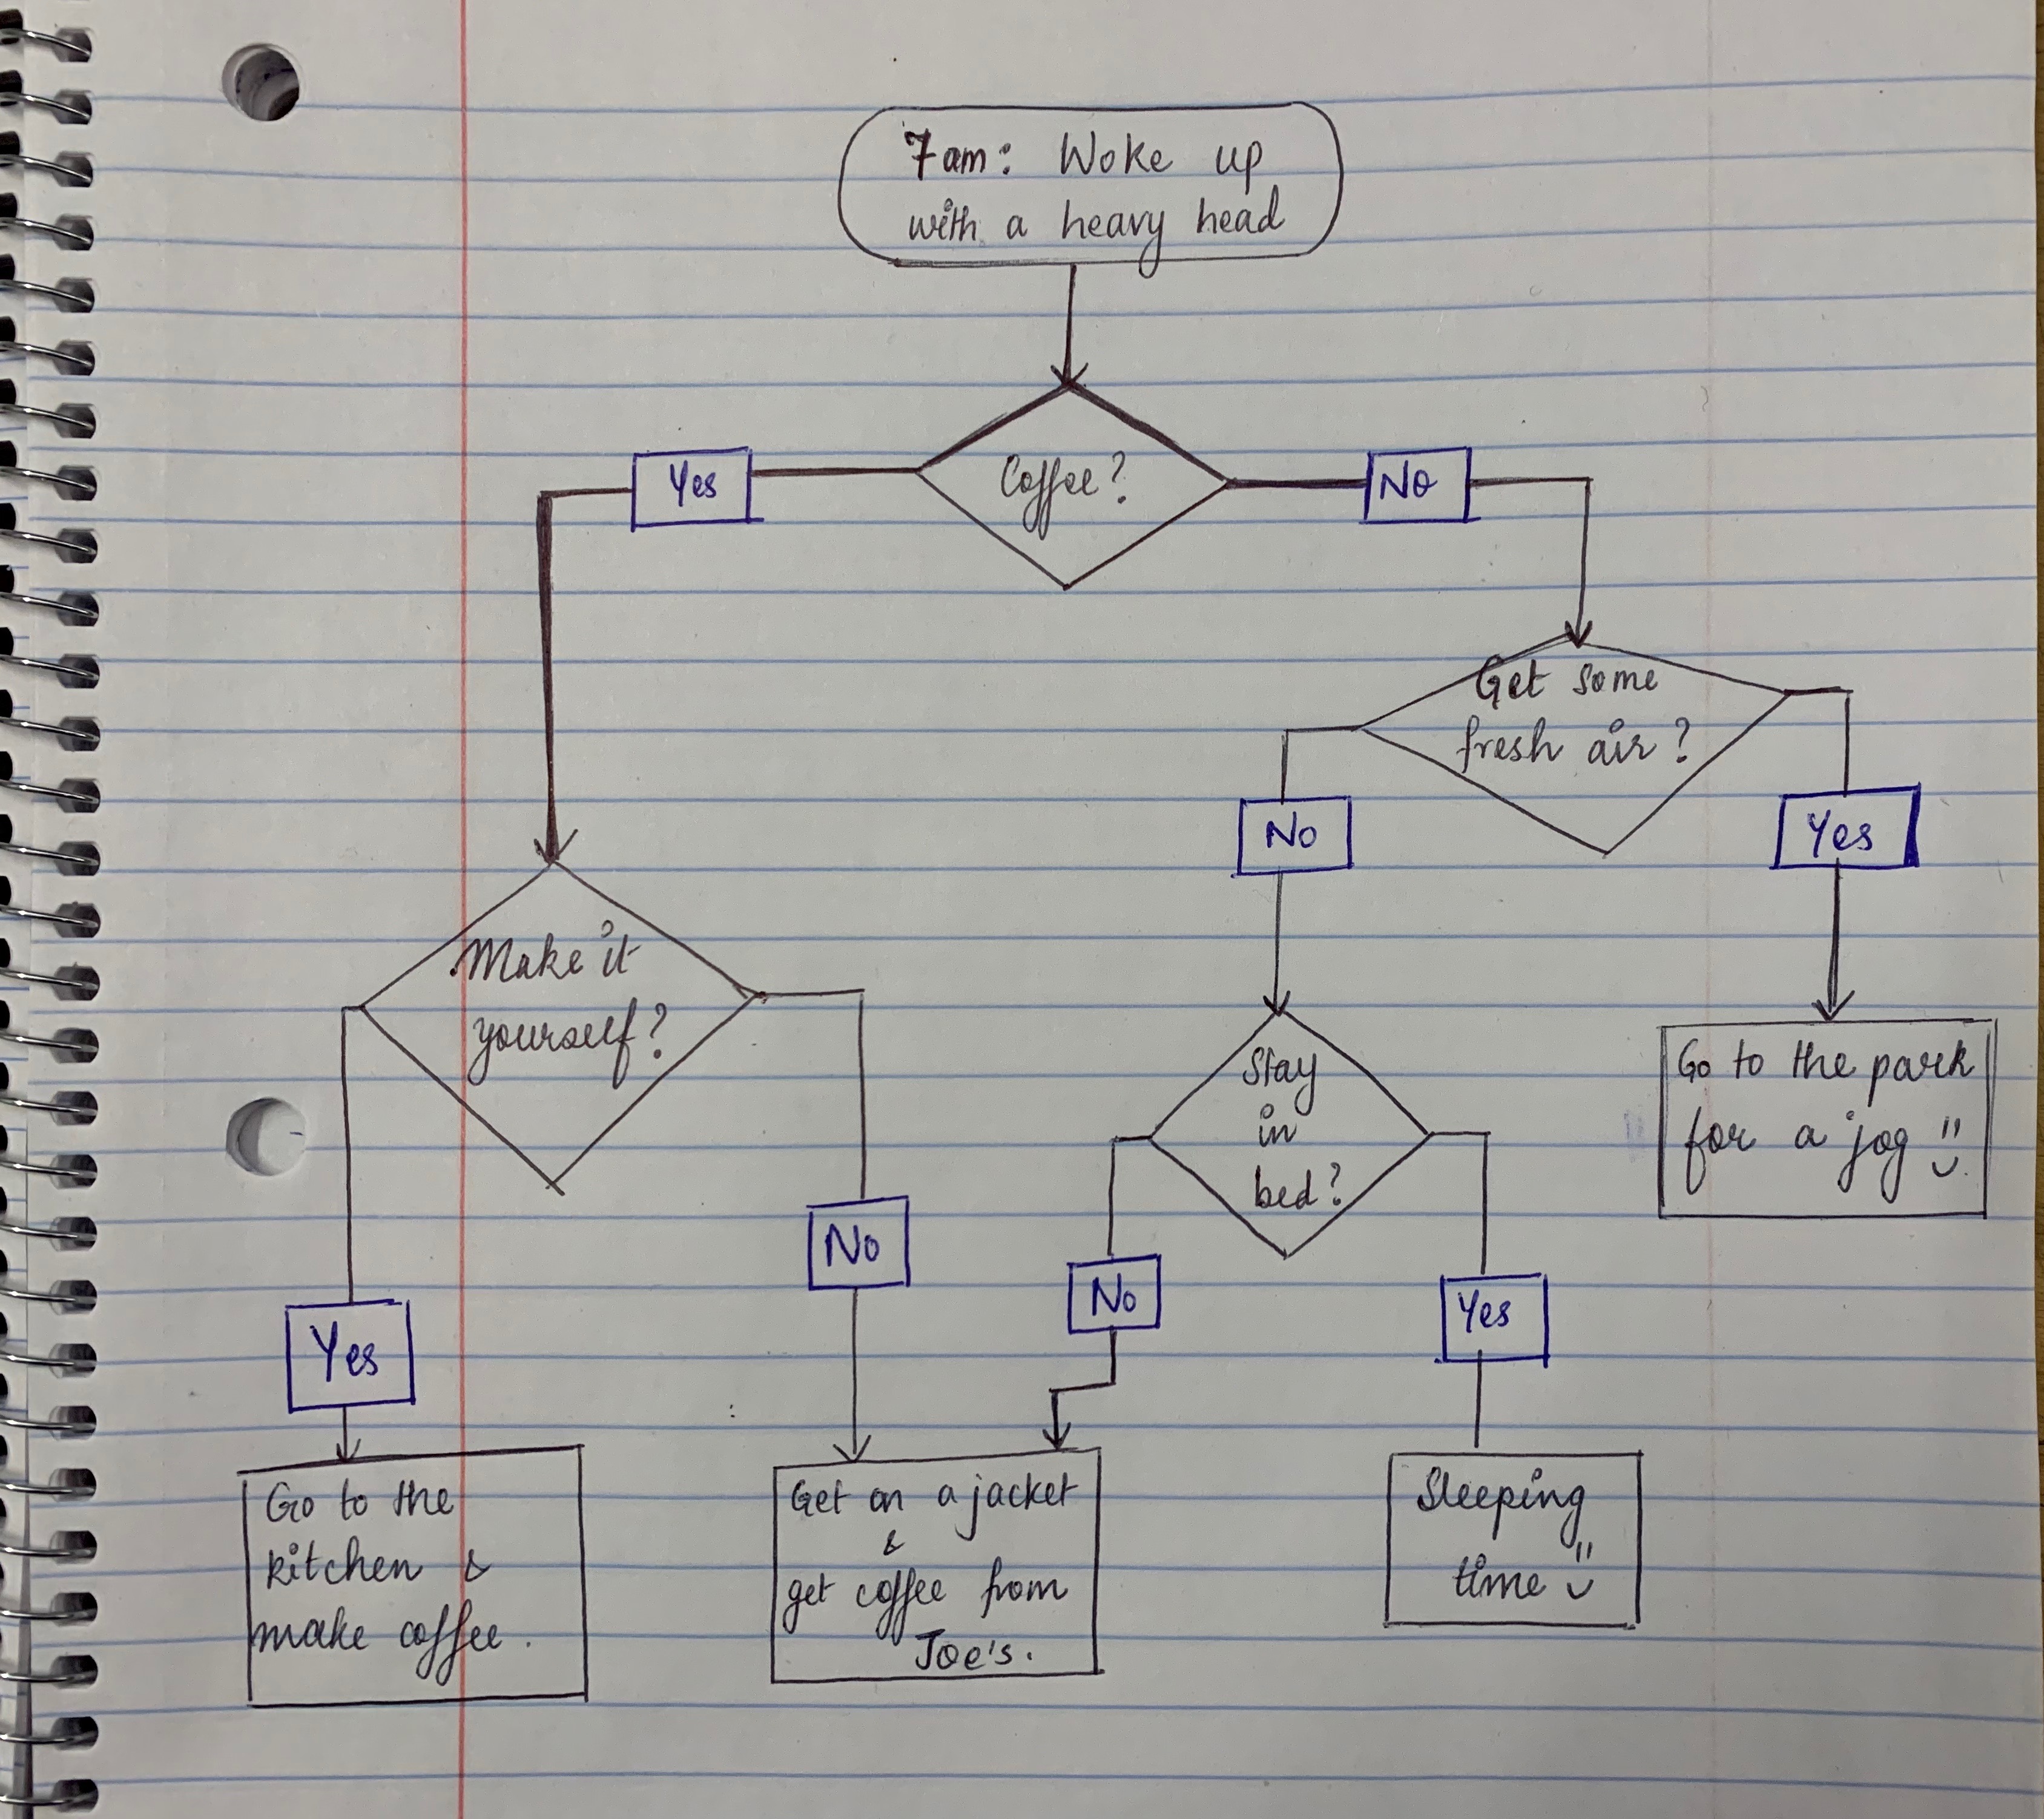 7am: Woke up
with a heavy head
Coffee?
Yes
No
Get some
fresh air?
No
Yes
Make it
yourself?
Yes
No
Stay
in
bed?
No
Yes
Go to the park
for a jog
Go to the
kitchen &
make coffee.
Get on a jacket
&
get coffee from
Joe's.
Sleeping
time